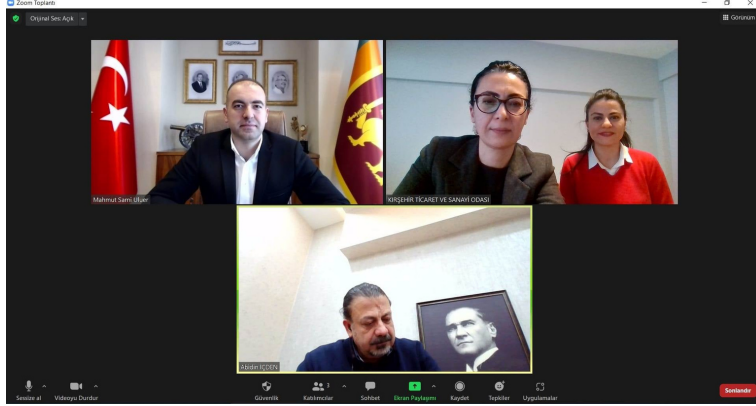 Zoom Toplantı
Orijinal Ses Açık
Görünüm
Mahmut Sami Uluer
KIRŞEHİR TİCARET VE SANAYİ ODASI
Abidin İÇDEN
Sessize al
Videoyu Durdur
Güvenlik
3
Katılımcılar
Sohbet
Ekran Paylaşımı
Kaydet
Tepkiler
Uygulamalar
Sonlandır